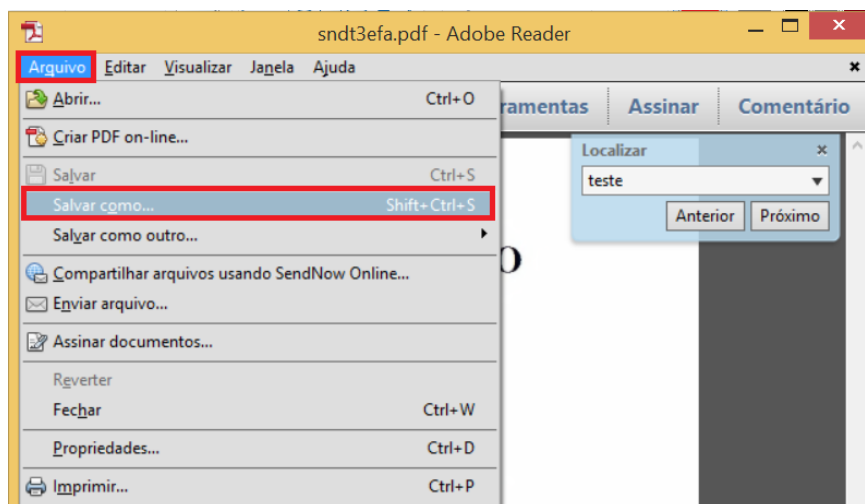 sndt3efa.pdf - Adobe Reader
Arquivo Editar Visualizar Janela Ajuda
Abrir... Ctrl+O
Criar PDF on-line...
Salvar Ctrl+S
Salvar como... Shift+Ctrl+S
Salvar como outro...
Compartilhar arquivos usando SendNow Online...
Enviar arquivo...
Assinar documentos...
Reverter
Fechar Ctrl+W
Propriedades... Ctrl+D
Imprimir... Ctrl+P
Assinar Comentário
Localizar
teste
Anterior Próximo